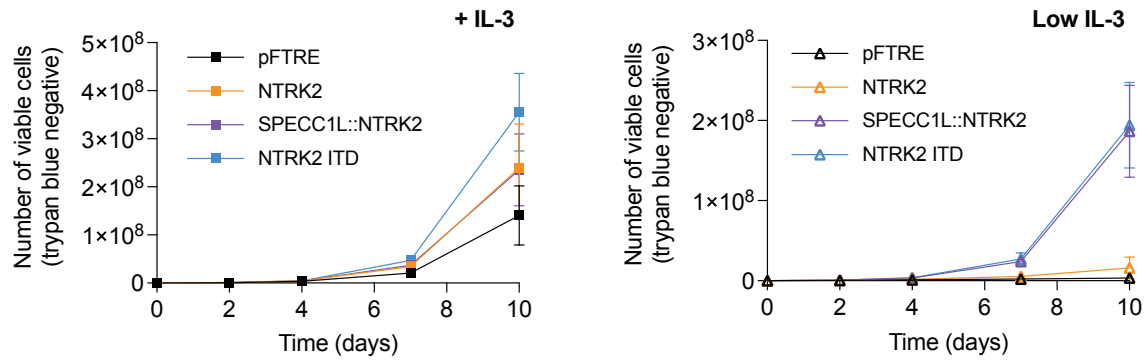 + IL-3
Number of viable cells
(trypan blue negative)
5×10⁸
4×10⁸
3×10⁸
2×10⁸
1×10⁸
0
pFTRE
NTRK2
SPECC1L::NTRK2
NTRK2 ITD
0 2 4 6 8 10
Time (days)
Low IL-3
Number of viable cells
(trypan blue negative)
3×10⁸
2×10⁸
1×10⁸
0
pFTRE
NTRK2
SPECC1L::NTRK2
NTRK2 ITD
0 2 4 6 8 10
Time (days)